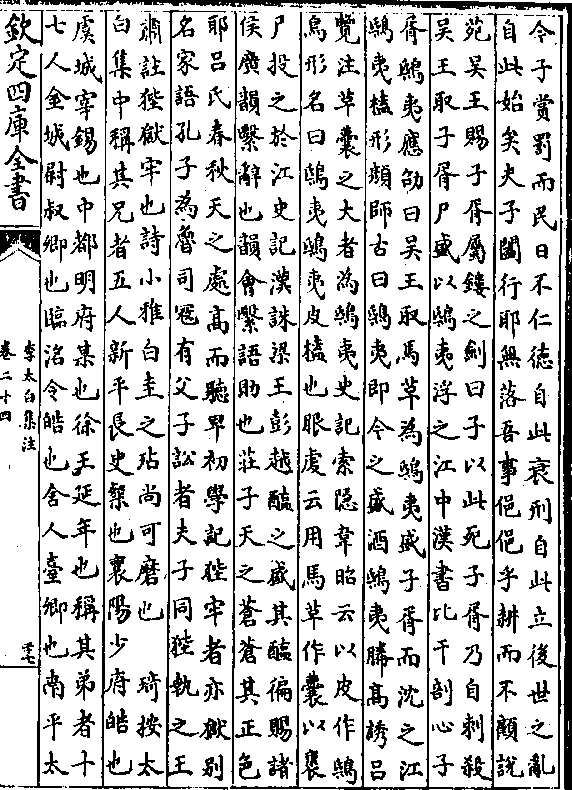 今子賞罰而民日不仁德自此衰刑自此立後世之亂
自此始矣夫子闔行耶無落吾事俋俋乎耕而不顧說
苑吳王賜子胥屬鏤之劍曰子以此死子胥乃自刺殺
吳王取子胥尸盛以鴟夷浮之江中漢書比干剖心子
胥鴟夷應劭曰吳王取馬草為鴟夷盛子胥而沈之江
鴟夷榼形顔師古曰鴟夷即今之盛酒鴟夷勝高誘吕
覽注草囊之大者為鴟夷史記索隠韋昭云以皮作鴟
鳥形名曰鴟夷鴟夷皮榼也眼䖍云用馬草作囊以裹
尸投之於江史記漢誅梁王彭越醢之盛其醢徧賜諸
侯廣韻繄辭也韻會繄語助也莊子天之蒼蒼其正色
耶吕氏春秋天之處高而聽卑初學記狴牢者亦獄别
名家語孔子為魯司寇有父子訟者夫子同狴執之王
肅註狴獄牢也詩小雅白圭之玷尚可磨也 琦按太
白集中稱其兄者五人新平長史粲也襄陽少府皓也
虞城宰錫也中都明府某也徐王延年也稱其弟者十
七人金城尉叔卿也臨洺令皓也舍人臺卿也南平太
欽定四庫全書
李太白集注
卷二十四
三十七